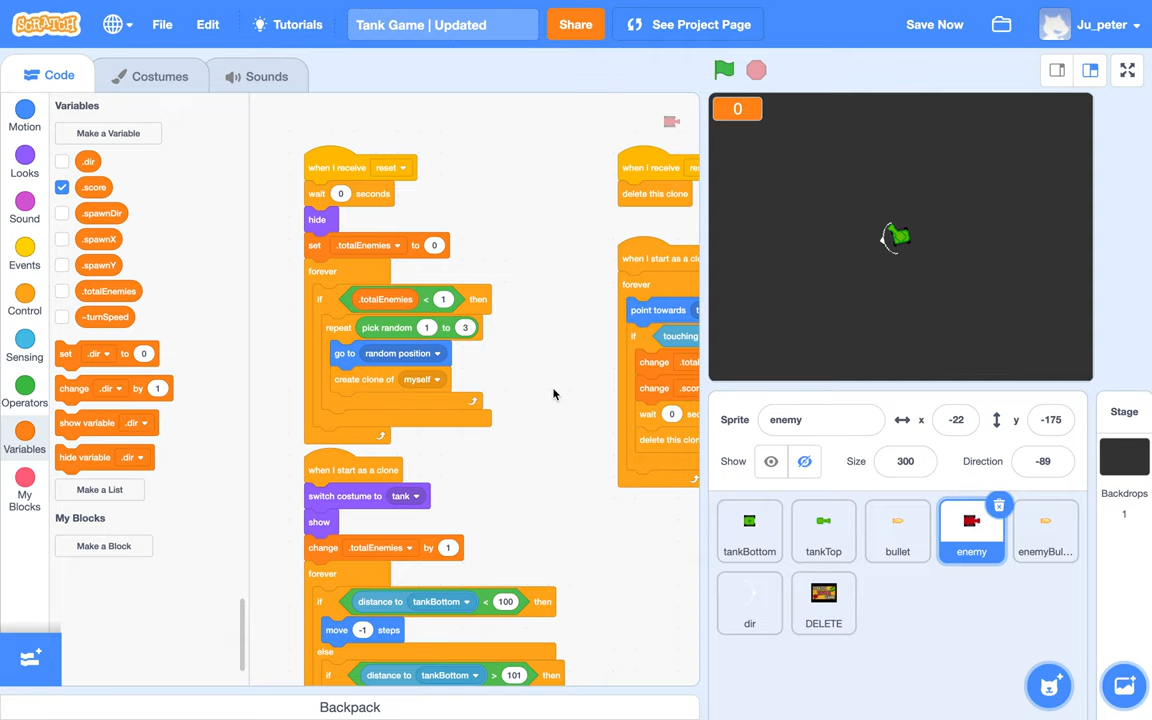 SCRATCH File Edit Tutorials Tank Game | Updated Share See Project Page Save Now Ju_peter
Code Costumes Sounds
Variables
Make a Variable
.dir
.score
.spawnDir
.spawnX
.spawnY
.totalEnemies
~turnSpeed
set .dir to 0
change .dir by 1
show variable .dir
hide variable .dir
Make a List
My Blocks
Make a Block
Motion
Looks
Sound
Events
Control
Sensing
Operators
Variables
My
Blocks
when I receive reset
wait 0 seconds
hide
set .totalEnemies to 0
forever
if .totalEnemies < 1 then
repeat pick random 1 to 3
go to random position
create clone of myself
when I start as a clone
switch costume to tank
show
change .totalEnemies by 1
forever
if distance to tankBottom < 100 then
move -1 steps
else
if distance to tankBottom > 101 then
when I receive
delete this clone
when I start as a clo
forever
point towards
if touching
change .total
change .scor
wait 0 sec
delete this clon
0
Sprite enemy x -22 y -175
Show Size 300 Direction -89
tankBottom tankTop bullet enemy enemyBul...
dir DELETE
Stage
Backdrops
1
Backpack